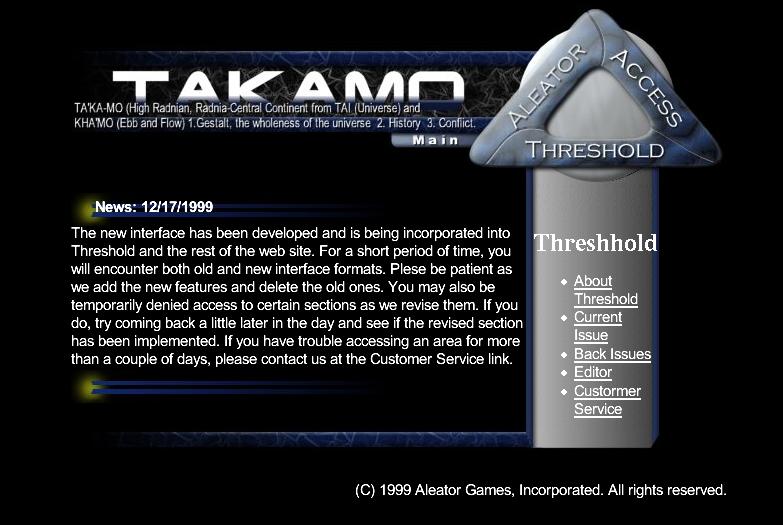 TAKAMO
TA'KA-MO (High Radnian, Radnia-Central Continent from TAI (Universe) and
KHA'MO (Ebb and Flow) 1.Gestalt, the wholeness of the universe 2. History 3. Conflict.
Main
ALEATOR
ACCESS
THRESHOLD
News: 12/17/1999
The new interface has been developed and is being incorporated into
Threshold and the rest of the web site. For a short period of time, you
will encounter both old and new interface formats. Plese be patient as
we add the new features and delete the old ones. You may also be
temporarily denied access to certain sections as we revise them. If you
do, try coming back a little later in the day and see if the revised section
has been implemented. If you have trouble accessing an area for more
than a couple of days, please contact us at the Customer Service link.
Threshhold
About
Threshold
Current
Issue
Back Issues
Editor
Custormer
Service
(C) 1999 Aleator Games, Incorporated. All rights reserved.